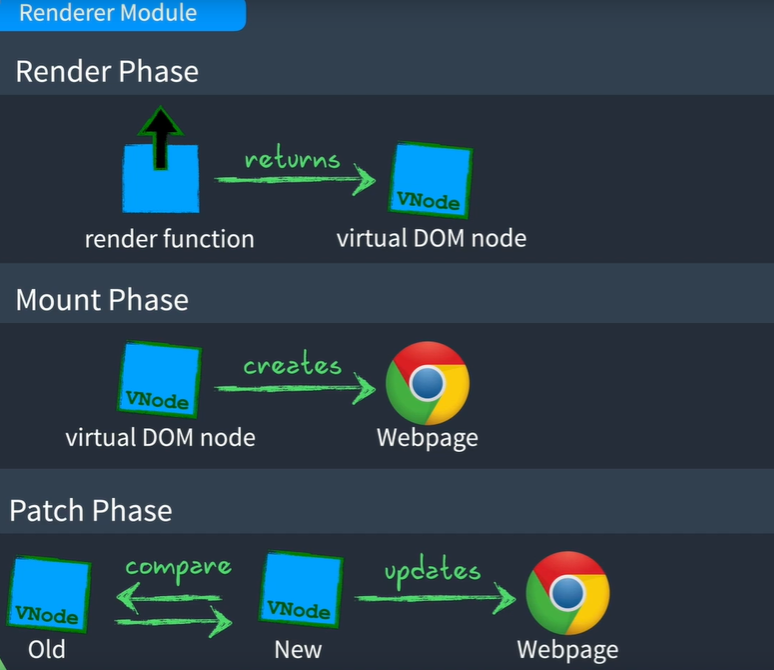 Renderer Module
Render Phase
returns
VNode
render function
virtual DOM node
Mount Phase
creates
VNode
virtual DOM node
Webpage
Patch Phase
compare
updates
VNode
VNode
Old
New
Webpage